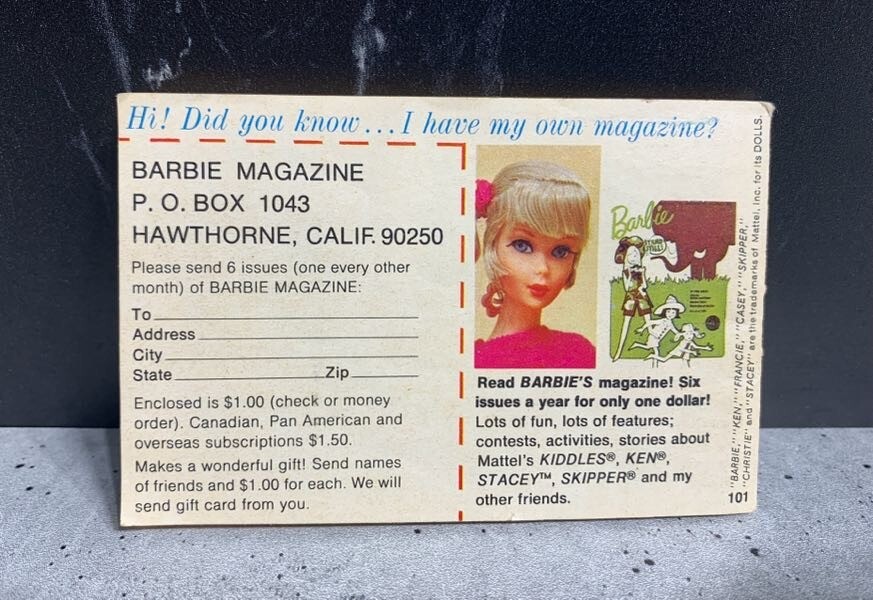 Hi! Did you know...I have my own magazine?
BARBIE MAGAZINE
P. O. BOX 1043
HAWTHORNE, CALIF. 90250
Please send 6 issues (one every other
month) of BARBIE MAGAZINE:
To
Address
City
State Zip
Enclosed is $1.00 (check or money
order). Canadian, Pan American and
overseas subscriptions $1.50.
Makes a wonderful gift! Send names
of friends and $1.00 for each. We will
send gift card from you.
Barbie
Read BARBIE'S magazine! Six
issues a year for only one dollar!
Lots of fun, lots of features;
contests, activities, stories about
Mattel's KIDDLES®, KEN®,
STACEY™, SKIPPER® and my
other friends.
"BARBIE," "KEN," "FRANCIE," "CASEY," "SKIPPER,"
"CHRISTIE" and "STACEY" are the trademarks of Mattel, Inc. for its DOLLS.
101